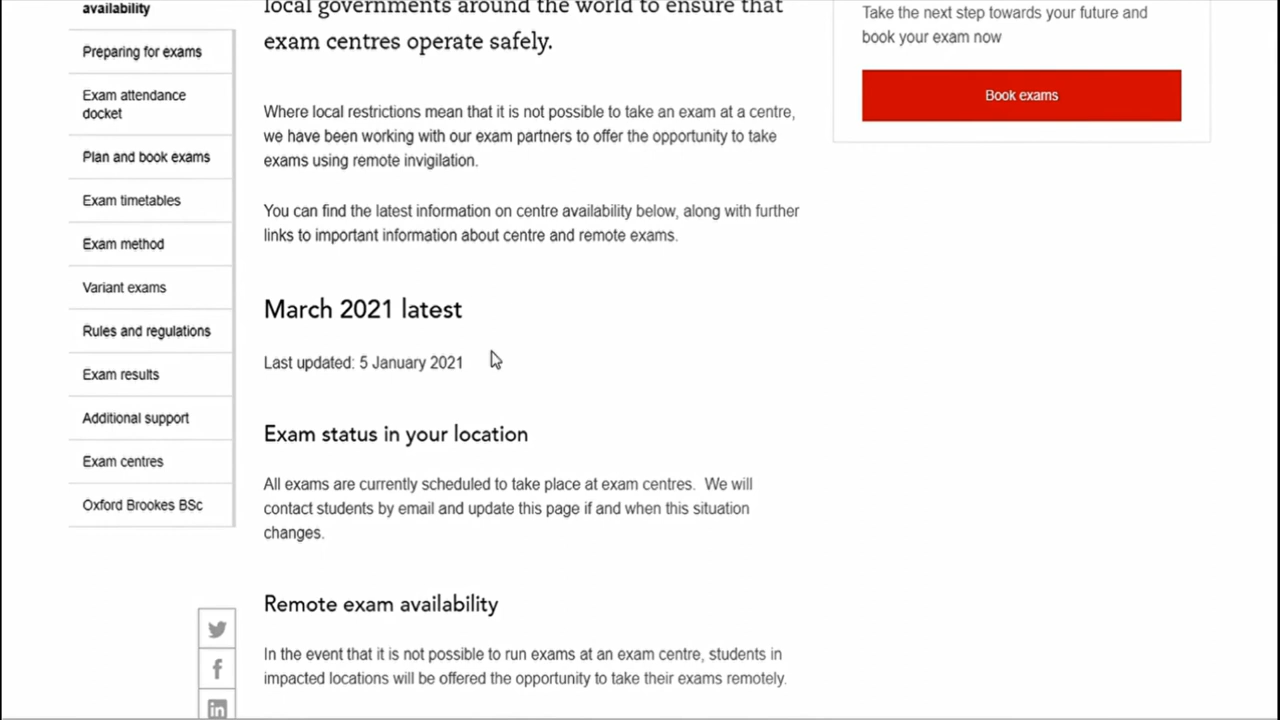 availability
Preparing for exams
Exam attendance
docket
Plan and book exams
Exam timetables
Exam method
Variant exams
Rules and regulations
Exam results
Additional support
Exam centres
Oxford Brookes BSc
local governments around the world to ensure that
exam centres operate safely.
Where local restrictions mean that it is not possible to take an exam at a centre,
we have been working with our exam partners to offer the opportunity to take
exams using remote invigilation.
You can find the latest information on centre availability below, along with further
links to important information about centre and remote exams.
March 2021 latest
Last updated: 5 January 2021
Exam status in your location
All exams are currently scheduled to take place at exam centres. We will
contact students by email and update this page if and when this situation
changes.
Remote exam availability
In the event that it is not possible to run exams at an exam centre, students in
impacted locations will be offered the opportunity to take their exams remotely.
Take the next step towards your future and
book your exam now
Book exams